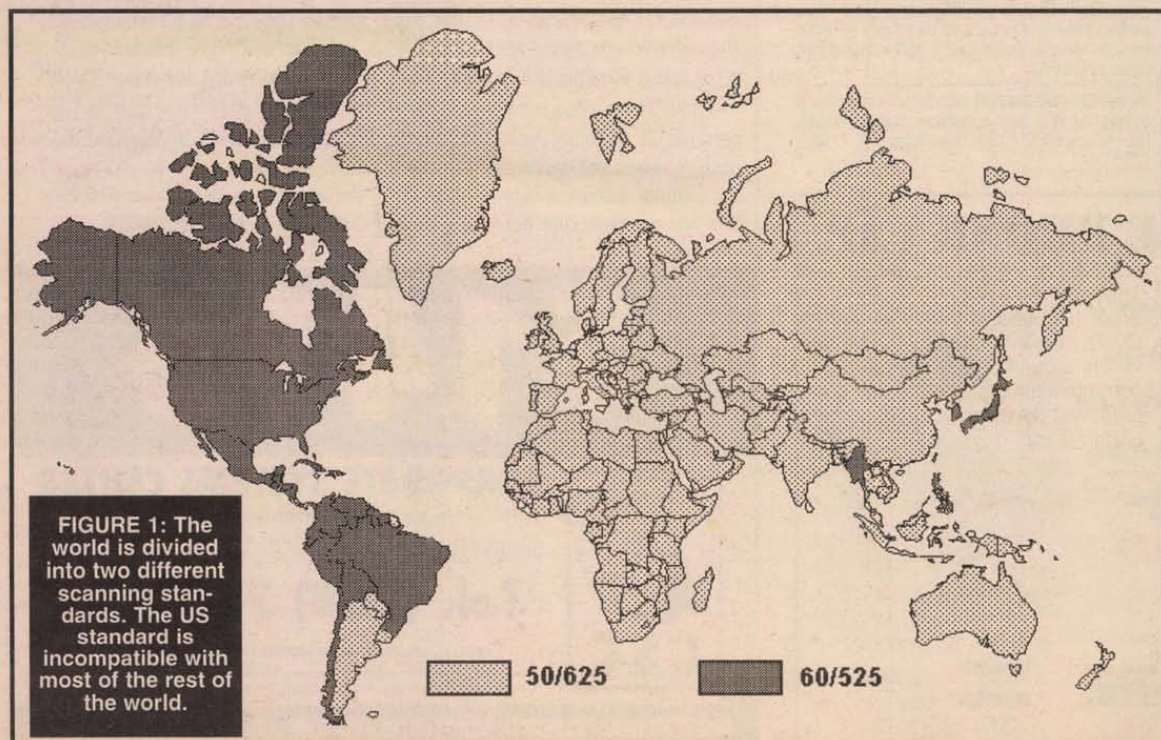 FIGURE 1: The
world is divided
into two different
scanning stan-
dards. The US
standard is
incompatible with
most of the rest of
the world.
50/625
60/525